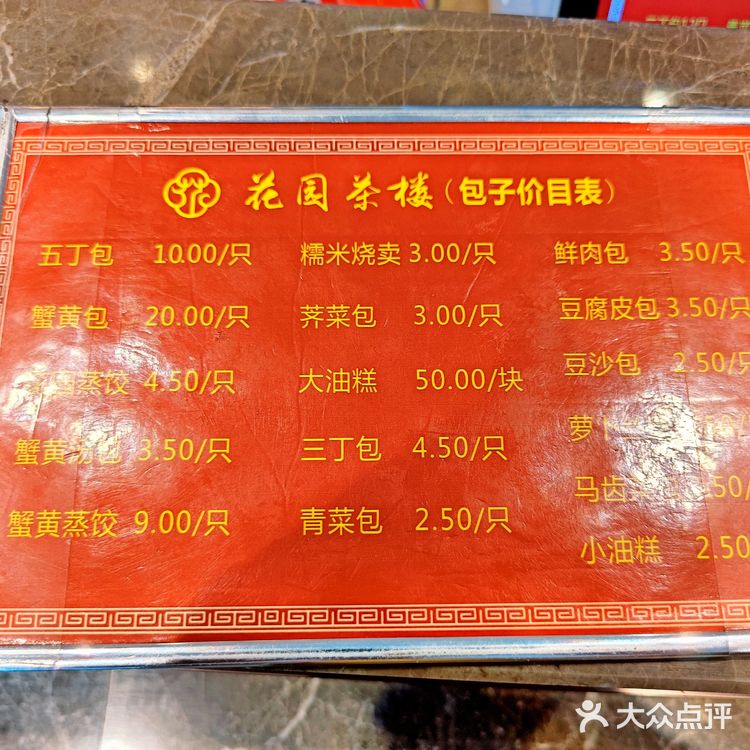 花园茶楼(包子价目表)
五丁包 10.00/只
蟹黄包 20.00/只
蒸饺 4.50/只
蟹黄 包 3.50/只
蟹黄蒸饺 9.00/只
糯米烧卖 3.00/只
荠菜包 3.00/只
大油糕 50.00/块
三丁包 4.50/只
青菜包 2.50/只
鲜肉包 3.50/只
豆腐皮包 3.50/只
豆沙包 2.50/只
萝卜
马齿 50/
小油糕 2.50
大众点评